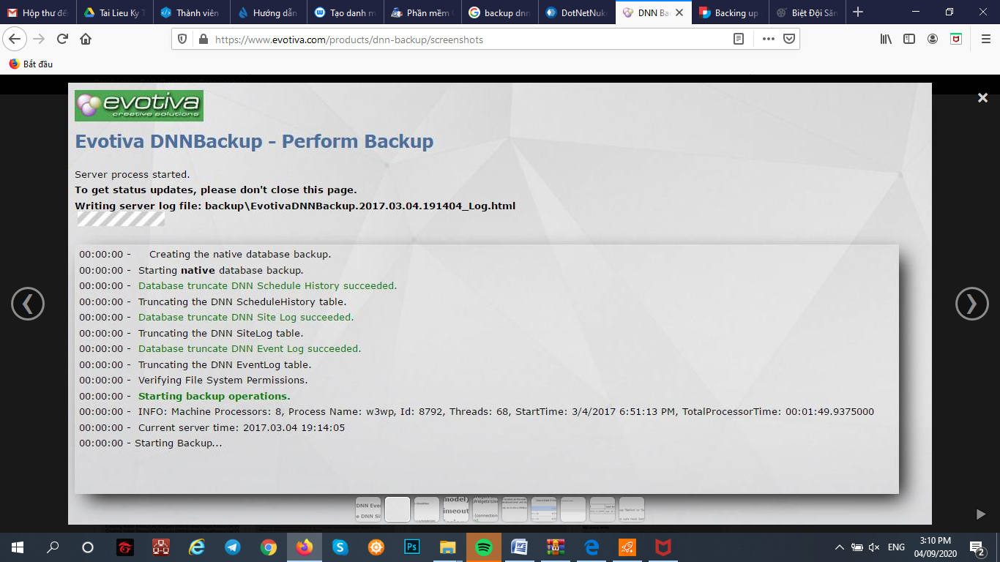 Hộp thư đế
Tai Lieu Ky T
Thành viên
Hướng dẫn
Tạo danh m
Phần mềm
backup dnn
DotNetNuk
DNN Ba
Backing up
Biệt Đội Săn
https://www.evotiva.com/products/dnn-backup/screenshots
Bắt đầu
evotiva
creative solutions
Evotiva DNNBackup - Perform Backup
Server process started.
To get status updates, please don't close this page.
Writing server log file: backup\EvotivaDNNBackup.2017.03.04.191404_Log.html
00:00:00 - Creating the native database backup.
00:00:00 - Starting native database backup.
00:00:00 - Database truncate DNN Schedule History succeeded.
00:00:00 - Truncating the DNN ScheduleHistory table.
00:00:00 - Database truncate DNN Site Log succeeded.
00:00:00 - Truncating the DNN SiteLog table.
00:00:00 - Database truncate DNN Event Log succeeded.
00:00:00 - Truncating the DNN EventLog table.
00:00:00 - Verifying File System Permissions.
00:00:00 - Starting backup operations.
00:00:00 - INFO: Machine Processors: 8, Process Name: w3wp, Id: 8792, Threads: 68, StartTime: 3/4/2017 6:51:13 PM, TotalProcessorTime: 00:01:49.9375000
00:00:00 - Current server time: 2017.03.04 19:14:05
00:00:00 - Starting Backup...
DNN Eve
e DNN Si
model)
imeout
ENG
3:10 PM
04/09/2020
2